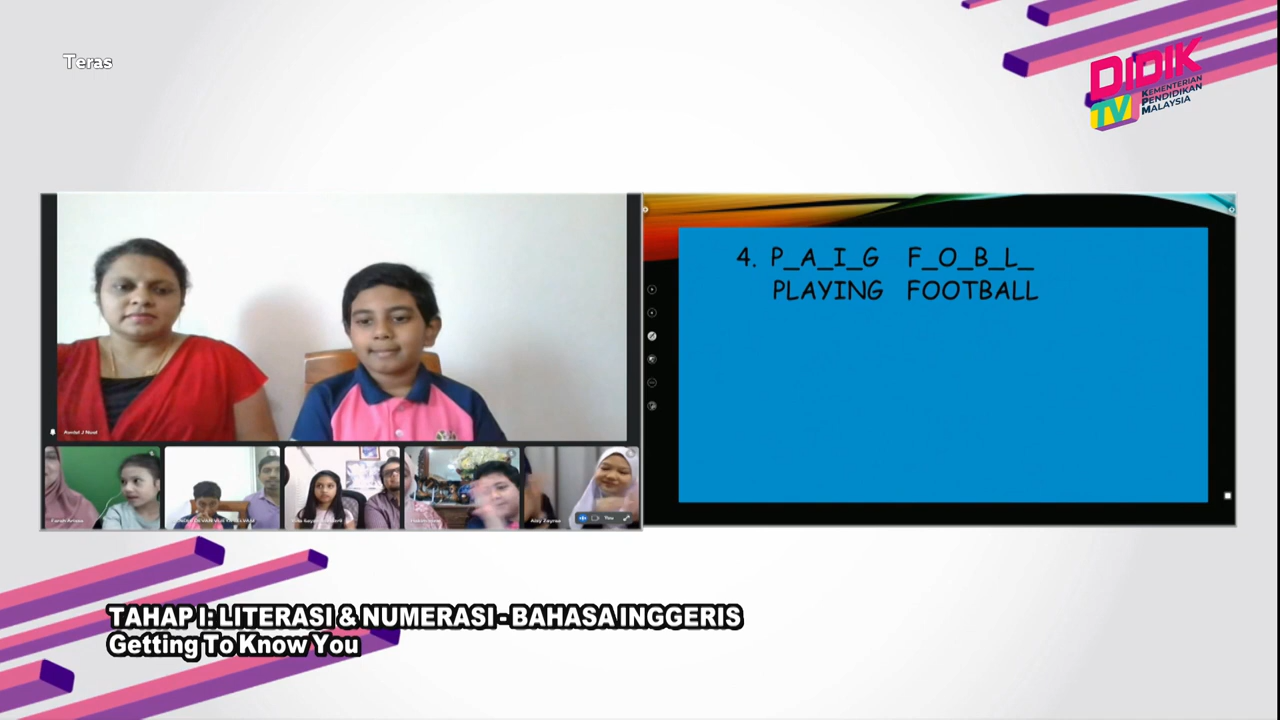 Teras
DIDIK
TV
KEMENTERIAN
PENDIDIKAN
MALAYSIA
4. P_A_I_G F_O_B_L_
PLAYING FOOTBALL
You
TAHAP I: LITERASI & NUMERASI - BAHASA INGGERIS
Getting To Know You